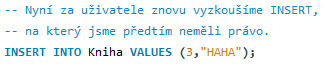 -- Nyní za uživatele znovu vyzkoušíme INSERT,
-- na který jsme předtím neměli právo.
INSERT INTO Kniha VALUES (3,"HAHA");